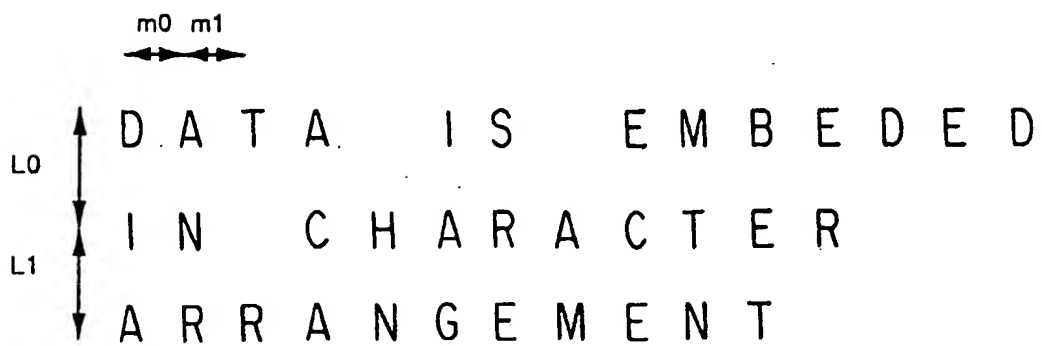 m0 m1
DATA IS EMBEDED
L0
IN CHARACTER
L1
ARRANGEMENT